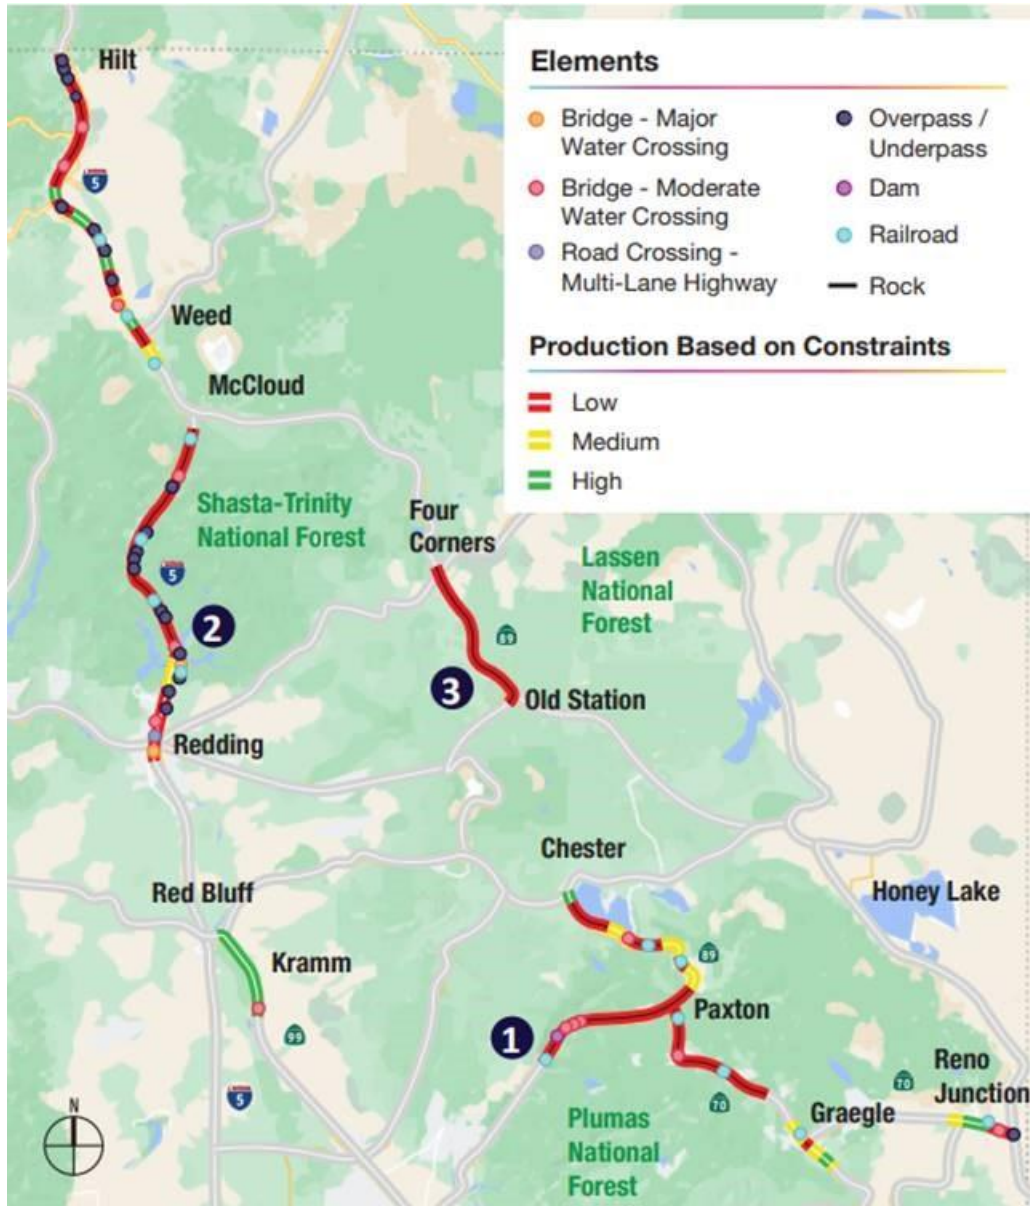 Hilt
5
Weed
McCloud
Shasta-Trinity
National Forest
5
2
Redding
Four
Corners
Lassen
National
Forest
89
3
Old Station
Chester
Honey Lake
Red Bluff
Kramm
89
Paxton
1
99
5
70
Graegle
70
Reno
Junction
Plumas
National
Forest
N
Elements
Bridge - Major
Water Crossing
Bridge - Moderate
Water Crossing
Road Crossing -
Multi-Lane Highway
Overpass /
Underpass
Dam
Railroad
Rock
Production Based on Constraints
Low
Medium
High